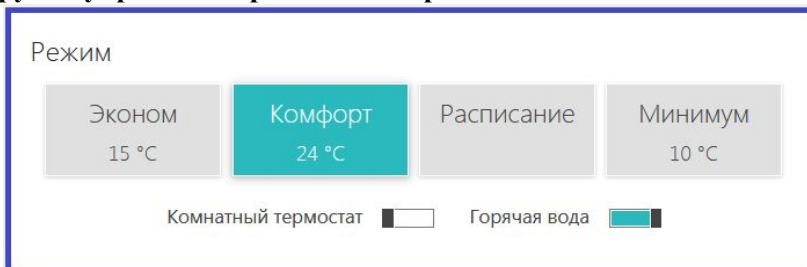 Режим
Эконом Комфорт Расписание Минимум
15 °C 24 °C 10 °C
Комнатный термостат Горячая вода